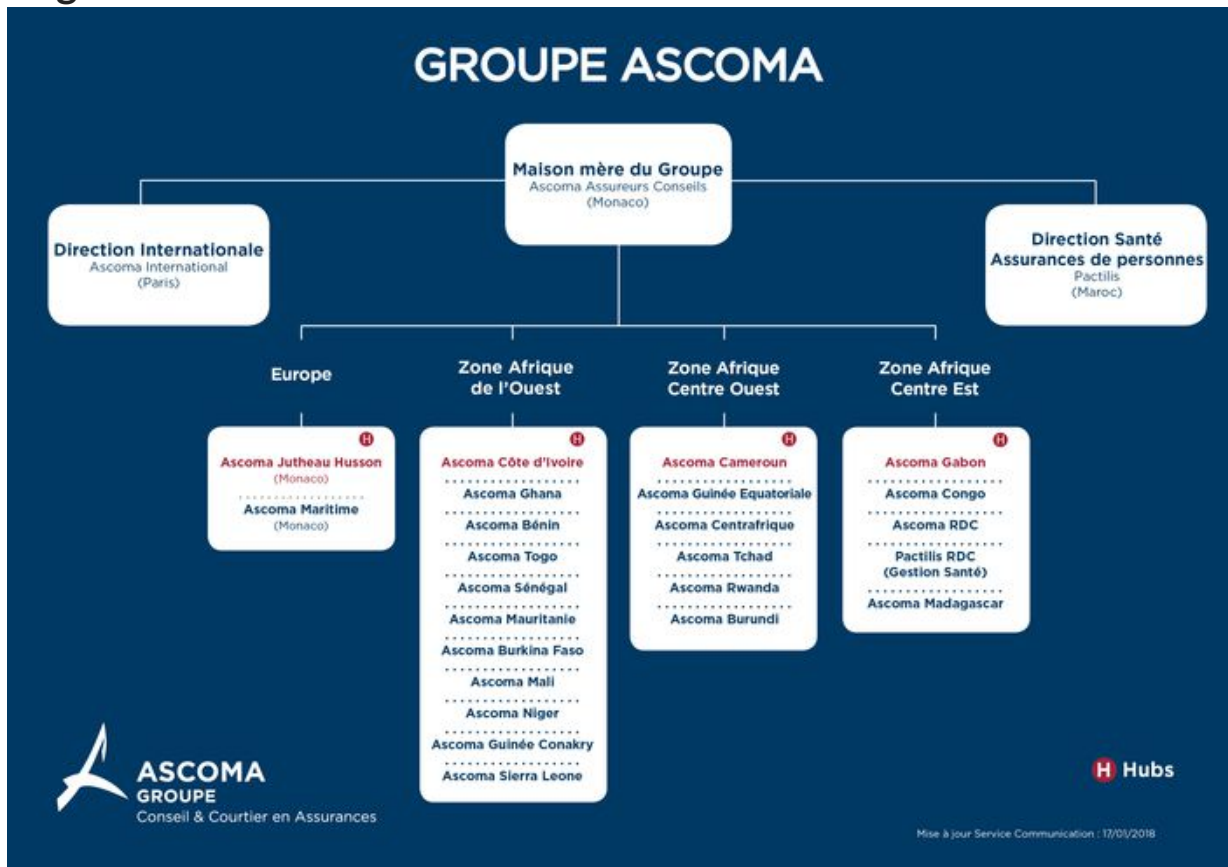 GROUPE ASCOMA
Maison mère du Groupe
Ascoma Assureurs Conseils
(Monaco)
Direction Internationale
Ascoma International
(Paris)
Direction Santé
Assurances de personnes
Pactilis
(Maroc)
Europe
H
Ascoma Jutheau Husson
(Monaco)
Ascoma Maritime
(Monaco)
Zone Afrique
de l'Ouest
H
Ascoma Côte d'Ivoire
Ascoma Ghana
Ascoma Bénin
Ascoma Togo
Ascoma Sénégal
Ascoma Mauritanie
Ascoma Burkina Faso
Ascoma Mali
Ascoma Niger
Ascoma Guinée Conakry
Ascoma Sierra Leone
Zone Afrique
Centre Ouest
H
Ascoma Cameroun
Ascoma Guinée Equatoriale
Ascoma Centrafrique
Ascoma Tchad
Ascoma Rwanda
Ascoma Burundi
Zone Afrique
Centre Est
H
Ascoma Gabon
Ascoma Congo
Ascoma RDC
Pactilis RDC
(Gestion Santé)
Ascoma Madagascar
ASCOMA
GROUPE
Conseil & Courtier en Assurances
H Hubs
Mise à jour Service Communication : 17/01/2018